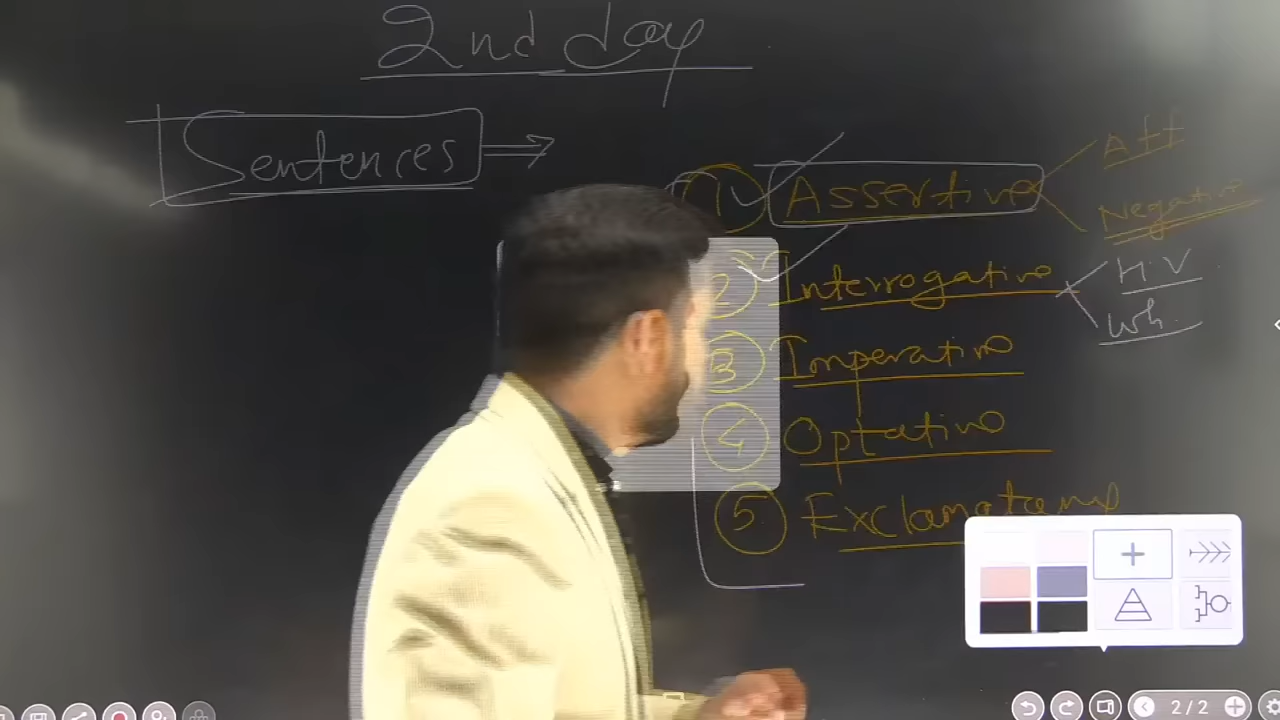 2nd day
Sentences ⇒
1 Assertive
Aff
Negative
2 Interrogative
H.V
Wh.
3 Imperative
4 Optative
5 Exclamatory
2/2